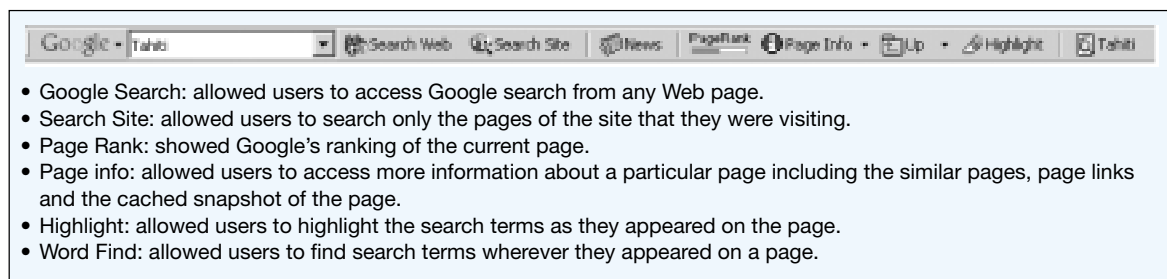 Google Tahiti Search Web Search Site News PageRank Page Info Up Highlight Tahiti
• Google Search: allowed users to access Google search from any Web page.
• Search Site: allowed users to search only the pages of the site that they were visiting.
• Page Rank: showed Google’s ranking of the current page.
• Page info: allowed users to access more information about a particular page including the similar pages, page links
and the cached snapshot of the page.
• Highlight: allowed users to highlight the search terms as they appeared on the page.
• Word Find: allowed users to find search terms wherever they appeared on a page.